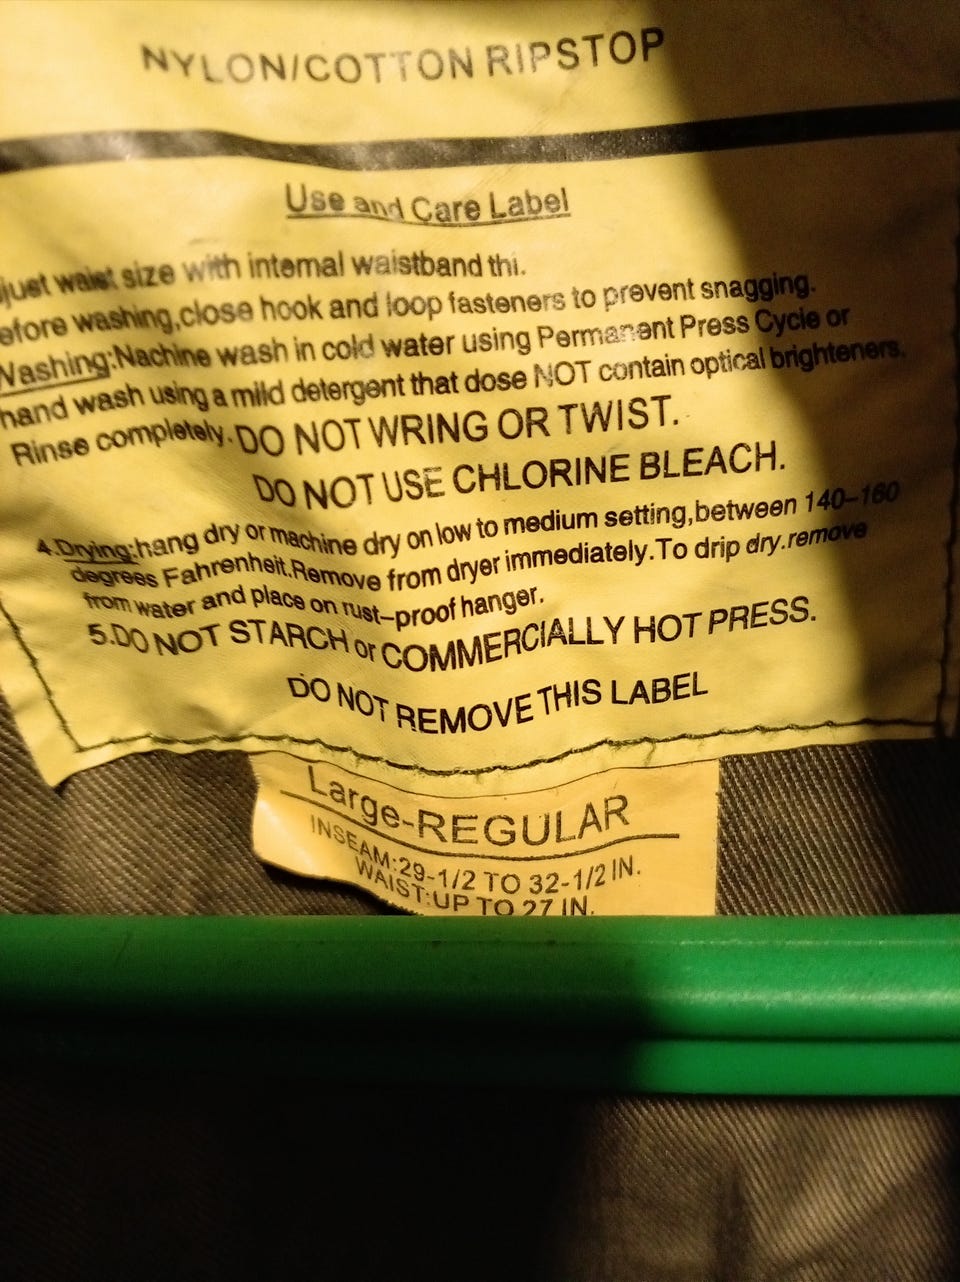 NYLON/COTTON RIPSTOP
Use and Care Label
just waist size with internal waistband thi.
efore washing,close hook and loop fasteners to prevent snagging.
Washing:Nachine wash in cold water using Permanent Press Cycle or
hand wash using a mild detergent that dose NOT contain optical brighteners.
Rinse completely.DO NOT WRING OR TWIST.
DO NOT USE CHLORINE BLEACH.
4.Drying:hang dry or machine dry on low to medium setting,between 140-160
degrees Fahrenheit.Remove from dryer immediately.To drip dry.remove
from water and place on rust-proof hanger.
5.DO NOT STARCH or COMMERCIALLY HOT PRESS.
DO NOT REMOVE THIS LABEL
Large-REGULAR
INSEAM:29-1/2 TO 32-1/2 IN.
WAIST:UP TO 27 IN.